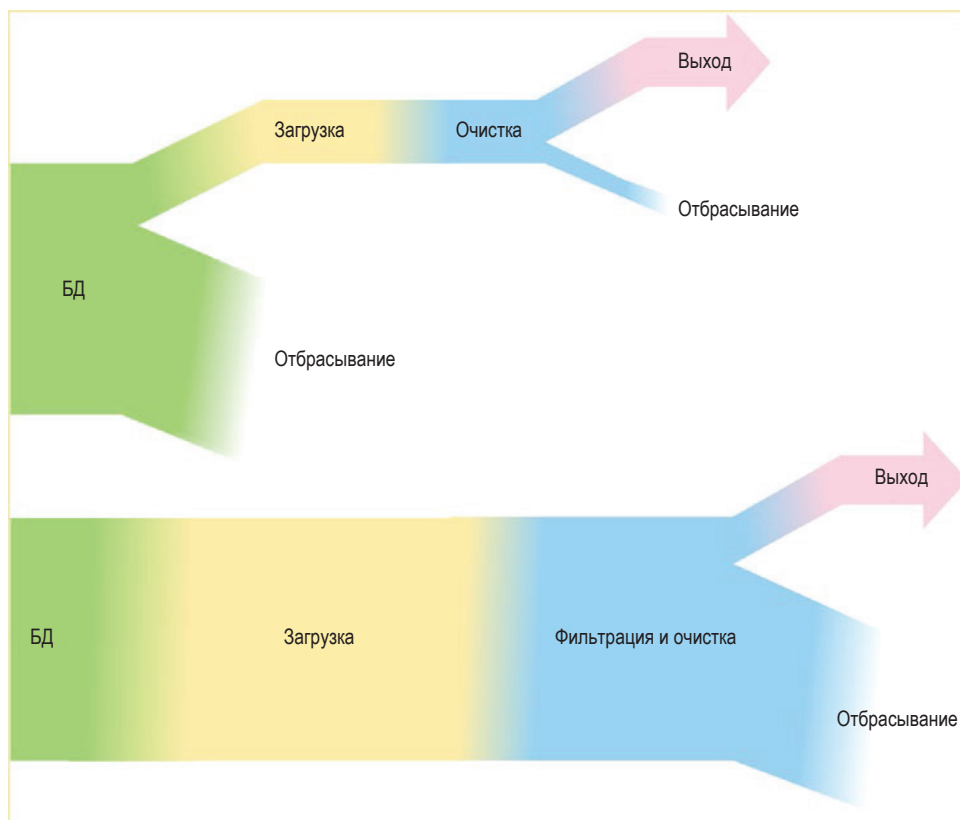 Выход
Загрузка
Очистка
Отбрасывание
БД
Отбрасывание
Выход
БД
Загрузка
Фильтрация и очистка
Отбрасывание